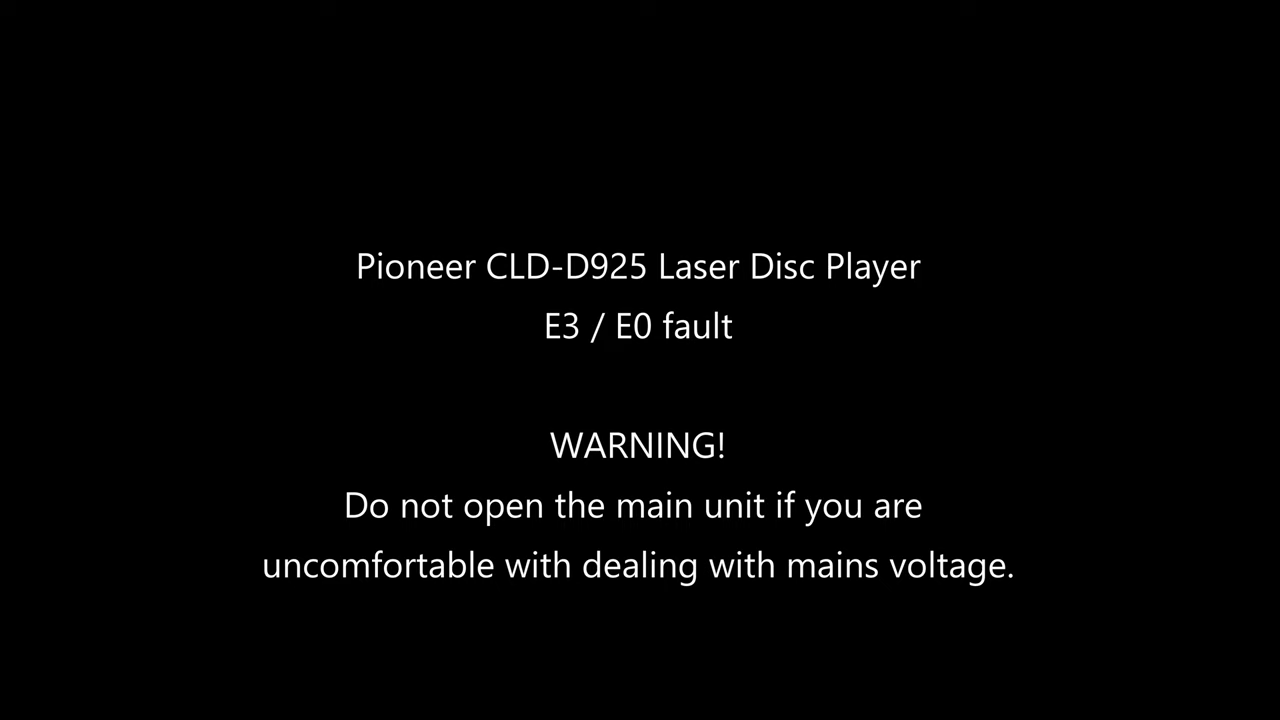 Pioneer CLD-D925 Laser Disc Player
E3 / E0 fault
WARNING!
Do not open the main unit if you are
uncomfortable with dealing with mains voltage.